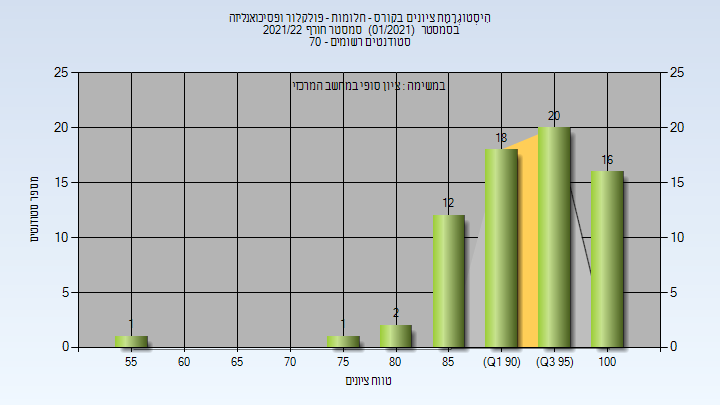 היסטוגרמת ציונים בקורס - חלומות - פולקלור ופסיכואנליזה
בסמסטר (01/2021) סמסטר חורף 2021/22
סטודנטים רשומים - 70
במשימה : ציון סופי במחשב המרכזי
25 25
20 20
15 15
10 10
5 5
0 0
1 1 2 12 18 20 16
מספר סטודנטים
55 60 65 70 75 80 85 (Q1 90) (Q3 95) 100
טווח ציונים